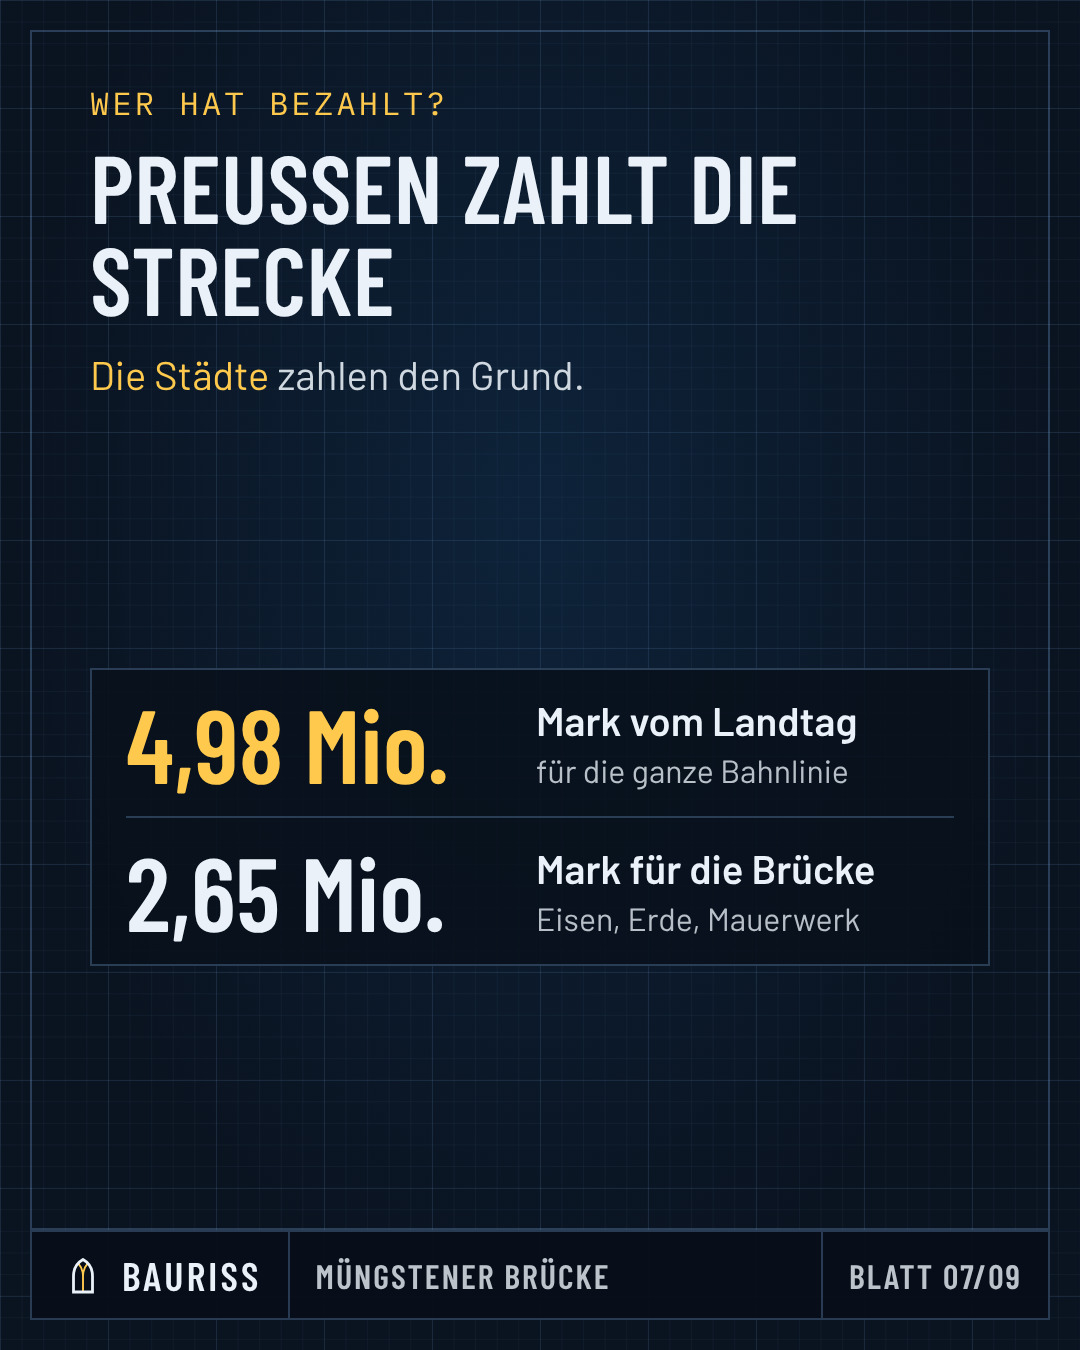 WER HAT BEZAHLT?
PREUSSEN ZAHLT DIE
STRECKE
Die Städte zahlen den Grund.
4,98 Mio.
Mark vom Landtag
für die ganze Bahnlinie
2,65 Mio.
Mark für die Brücke
Eisen, Erde, Mauerwerk
BAURISS
MÜNGSTENER BRÜCKE
BLATT 07/09